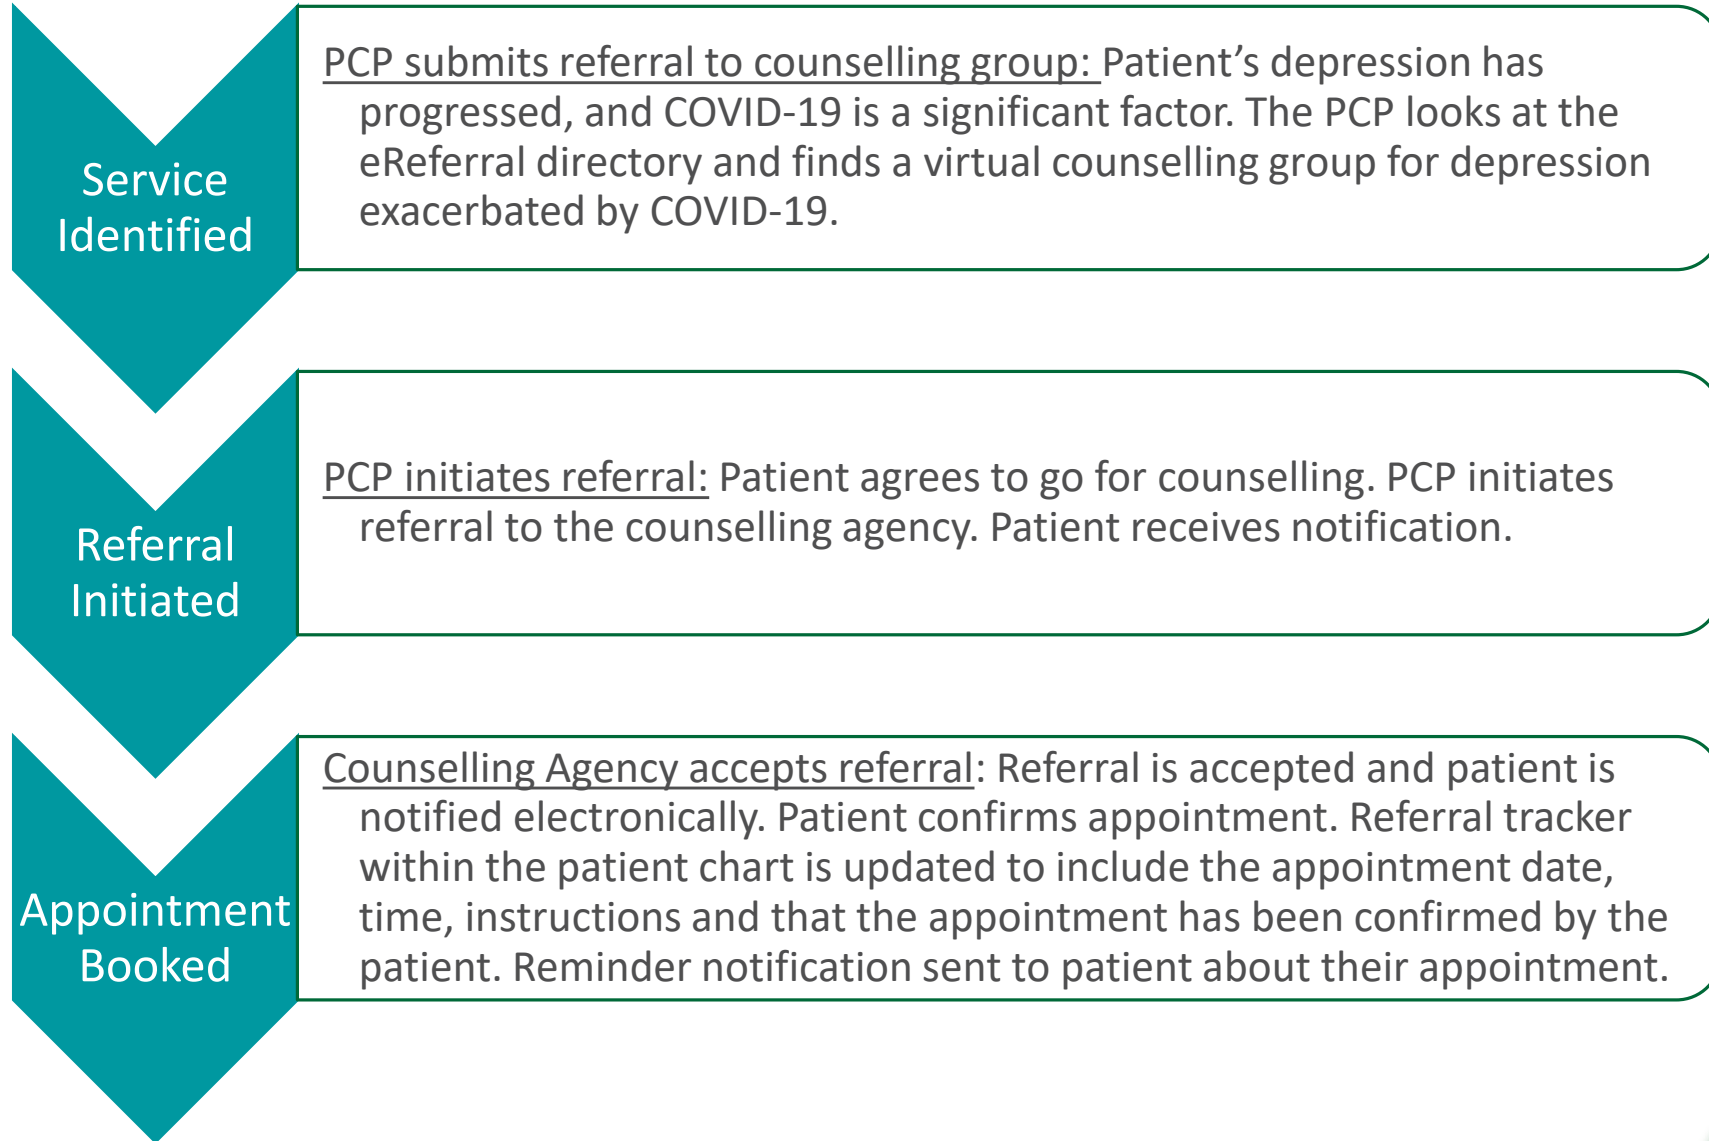 Service
Identified
PCP submits referral to counselling group: Patient’s depression has
progressed, and COVID-19 is a significant factor. The PCP looks at the
eReferral directory and finds a virtual counselling group for depression
exacerbated by COVID-19.
Referral
Initiated
PCP initiates referral: Patient agrees to go for counselling. PCP initiates
referral to the counselling agency. Patient receives notification.
Appointment
Booked
Counselling Agency accepts referral: Referral is accepted and patient is
notified electronically. Patient confirms appointment. Referral tracker
within the patient chart is updated to include the appointment date,
time, instructions and that the appointment has been confirmed by the
patient. Reminder notification sent to patient about their appointment.